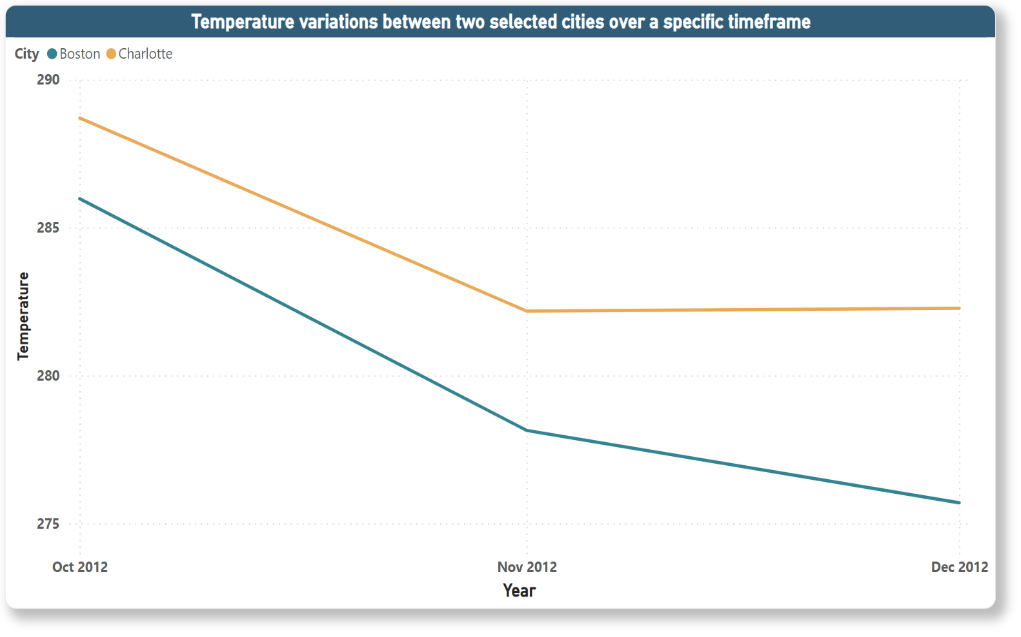 Temperature variations between two selected cities over a specific timeframe
City Boston Charlotte
290
285
280
275
Temperature
Oct 2012 Nov 2012 Dec 2012
Year